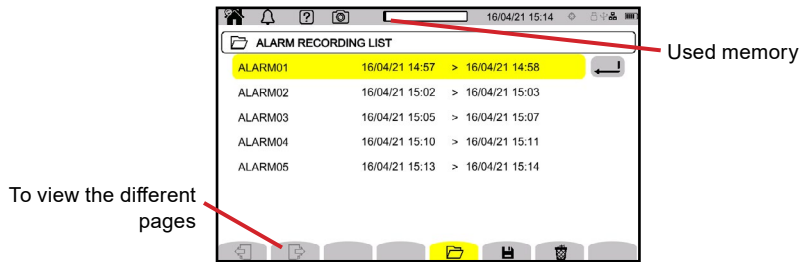 16/04/21 15:14
ALARM RECORDING LIST
Used memory
ALARM01 16/04/21 14:57 > 16/04/21 14:58
ALARM02 16/04/21 15:02 > 16/04/21 15:03
ALARM03 16/04/21 15:05 > 16/04/21 15:07
ALARM04 16/04/21 15:10 > 16/04/21 15:11
ALARM05 16/04/21 15:13 > 16/04/21 15:14
To view the different
pages